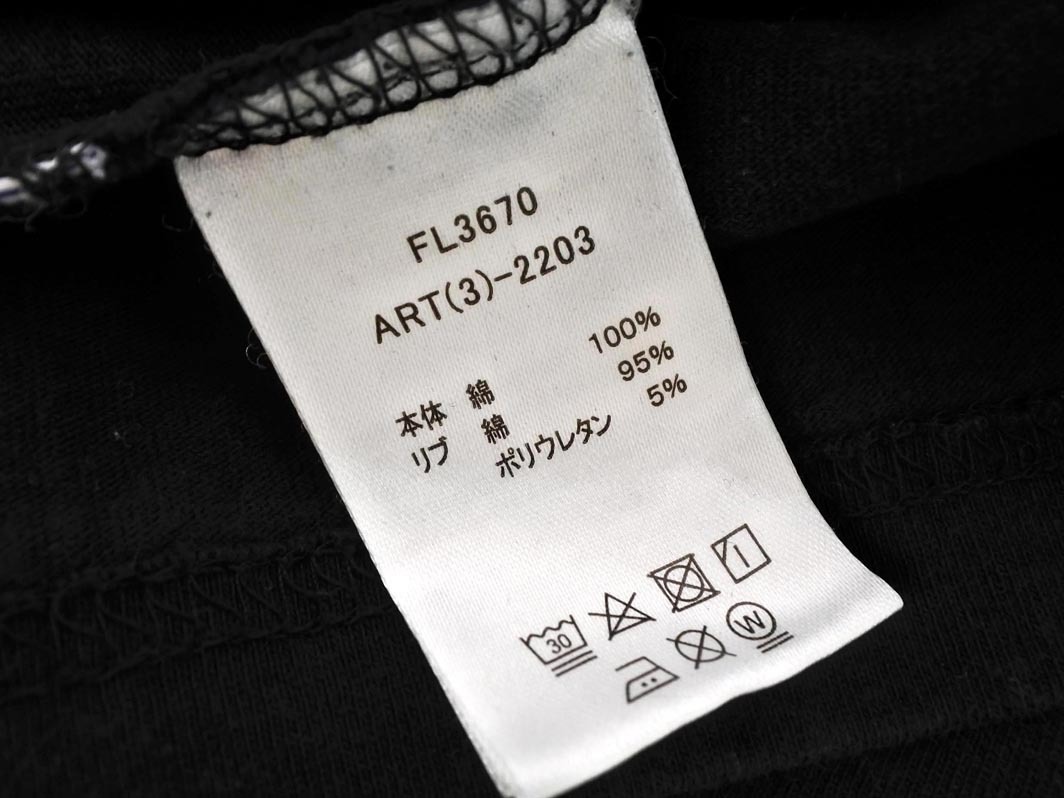 FL3670
ART(3)-2203
本体 綿 100%
リブ 綿 95%
ポリウレタン 5%
30
W